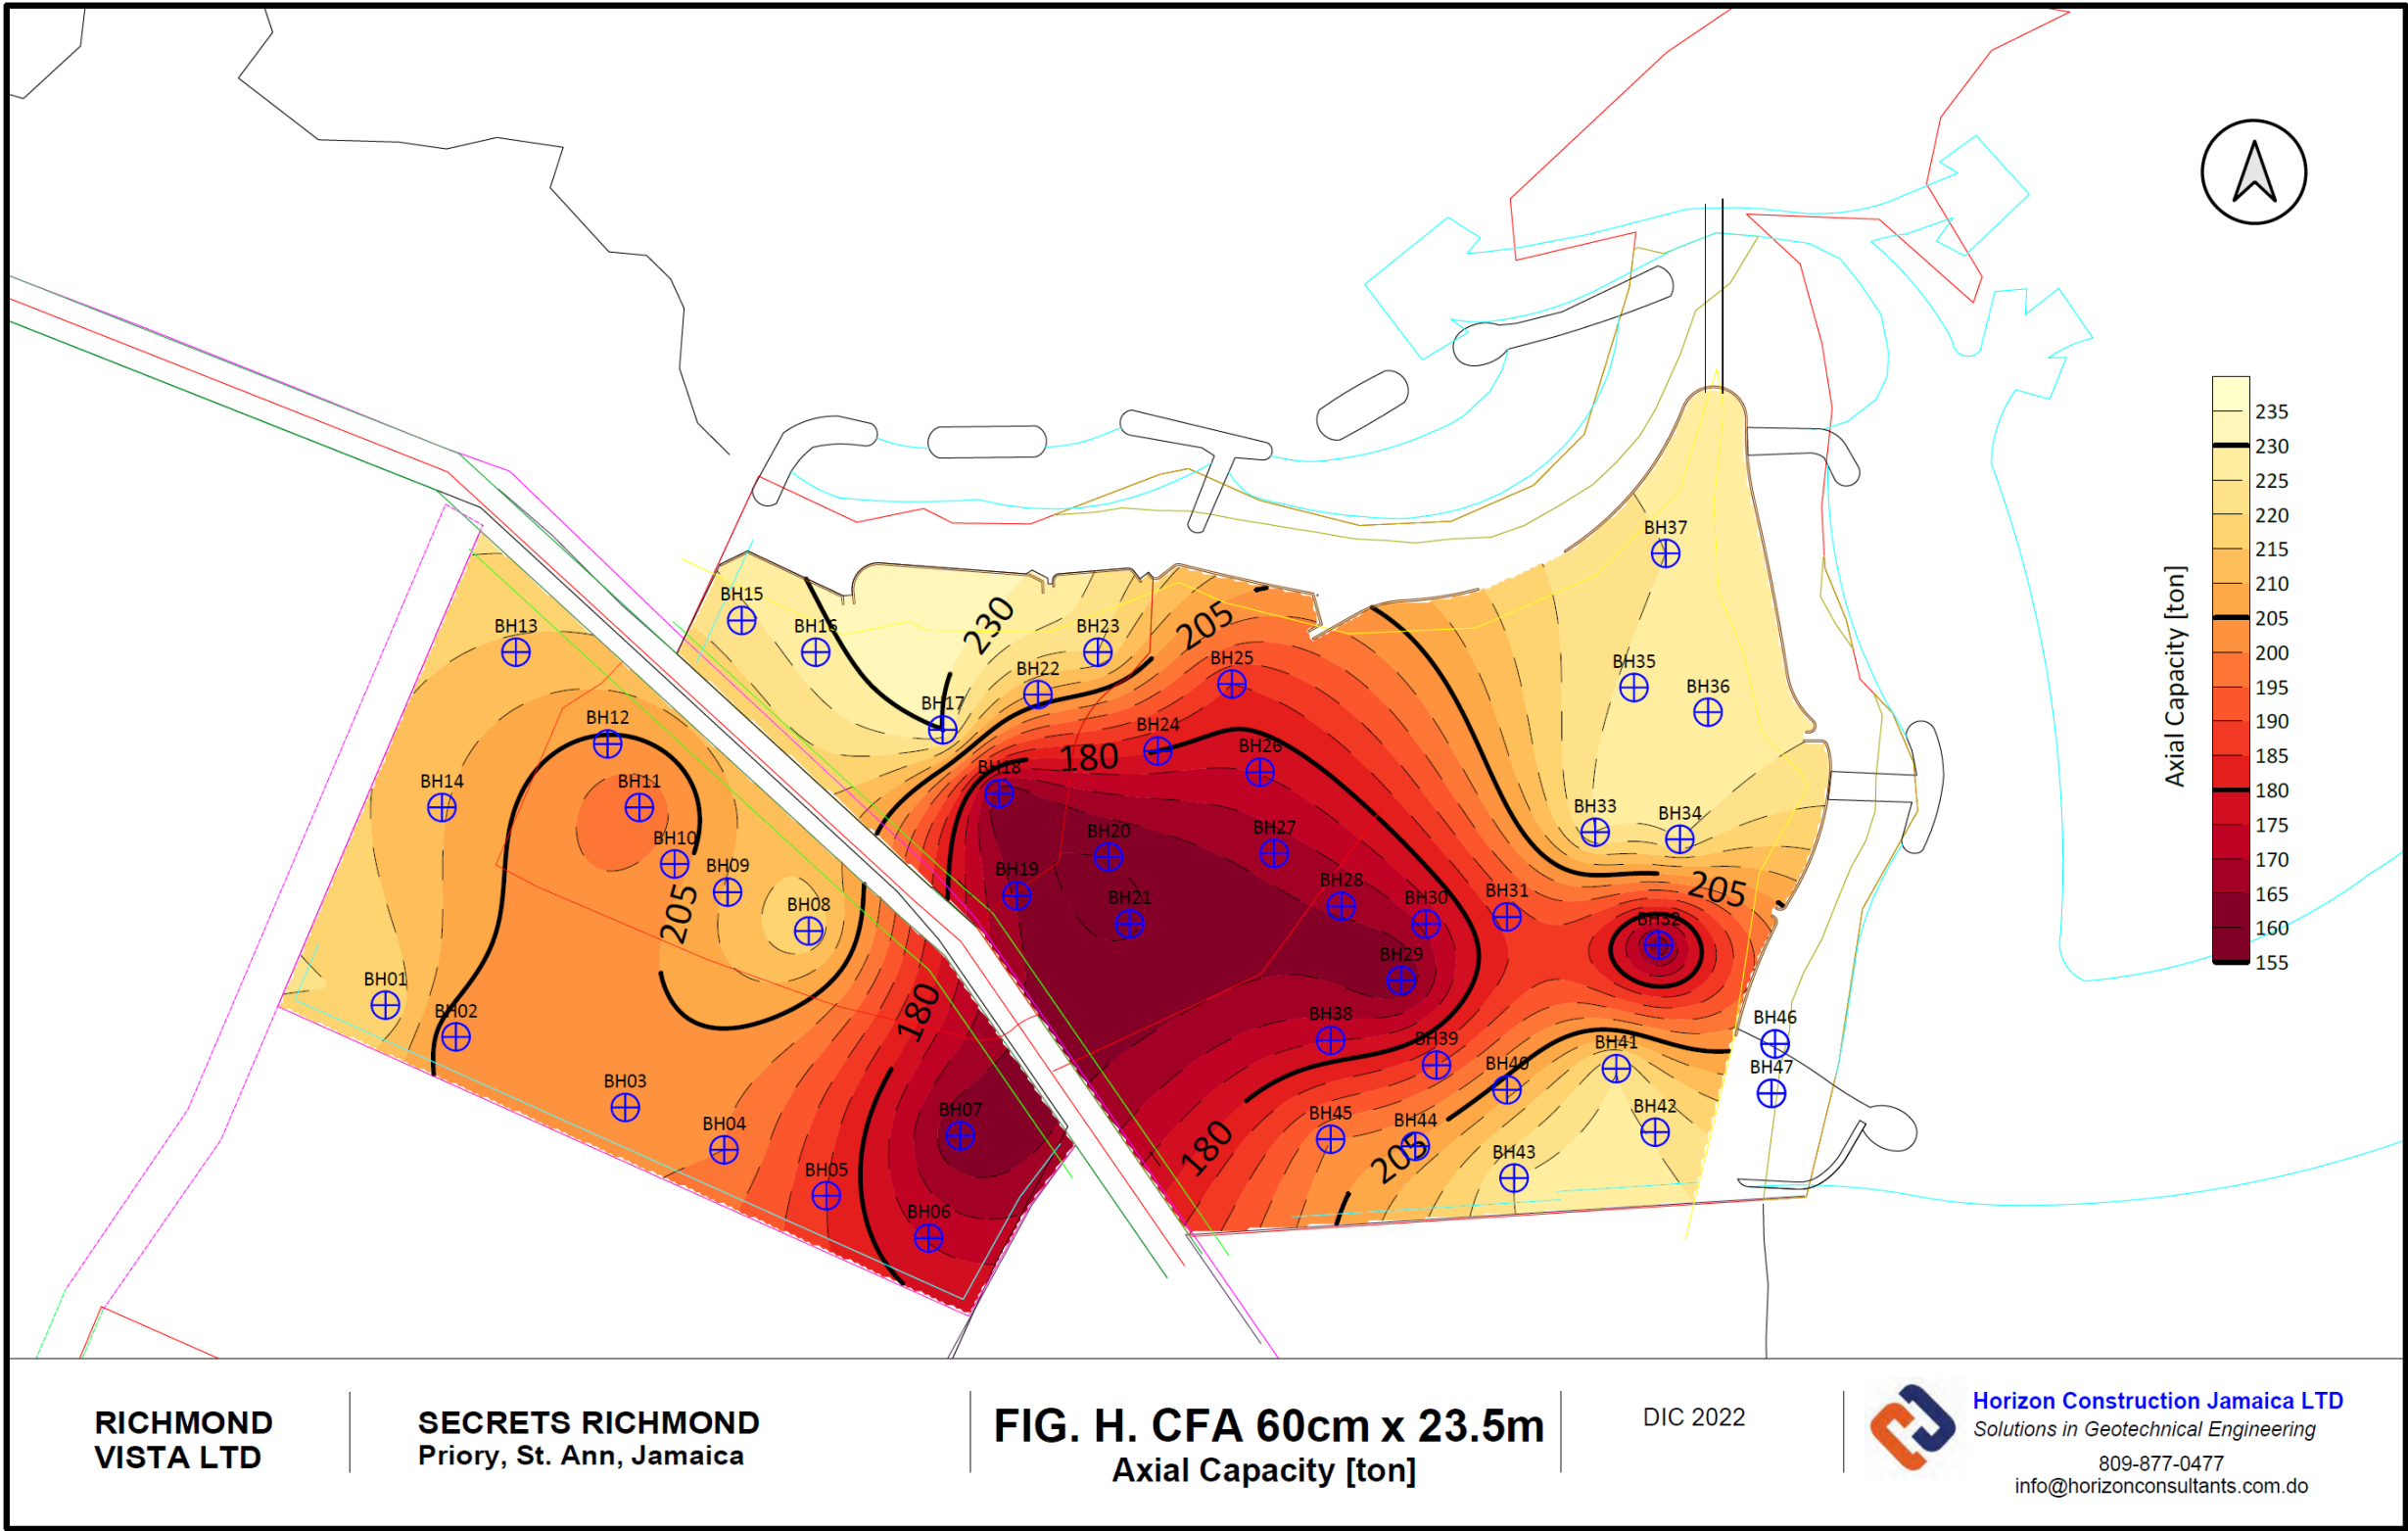 BH37
BH15
BH16
BH13
230
205
BH23
BH25
BH22
BH35
BH36
BH17
BH12
BH24
BH26
180
BH18
BH14
BH11
BH33
BH34
BH10
BH20
BH27
BH09
BH19
BH28
BH31
205
BH08
BH21
BH30
BH32
205
BH29
BH01
BH02
180
BH38
BH39
BH41
BH46
BH40
BH47
BH03
BH04
BH07
BH45
BH44
BH42
180
205
BH43
BH05
BH06
Axial Capacity [ton]
235
230
225
220
215
210
205
200
195
190
185
180
175
170
165
160
155
RICHMOND
VISTA LTD
SECRETS RICHMOND
Priory, St. Ann, Jamaica
FIG. H. CFA 60cm x 23.5m
Axial Capacity [ton]
DIC 2022
Horizon Construction Jamaica LTD
Solutions in Geotechnical Engineering
809-877-0477
info@horizonconsultants.com.do